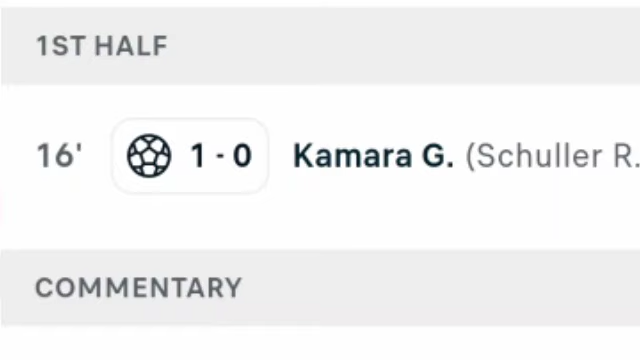 1ST HALF
16' 1 - 0 Kamara G. (Schuller R.
COMMENTARY